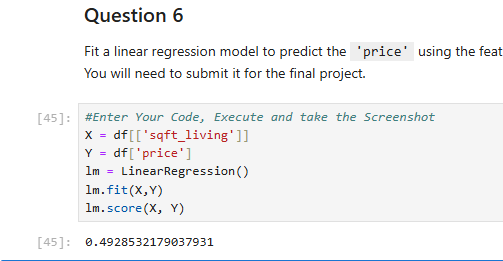 Question 6
Fit a linear regression model to predict the 'price' using the feat
You will need to submit it for the final project.
[45]: #Enter Your Code, Execute and take the Screenshot
X = df[['sqft_living']]
Y = df['price']
lm = LinearRegression()
lm.fit(X,Y)
lm.score(X, Y)
[45]: 0.4928532179037931